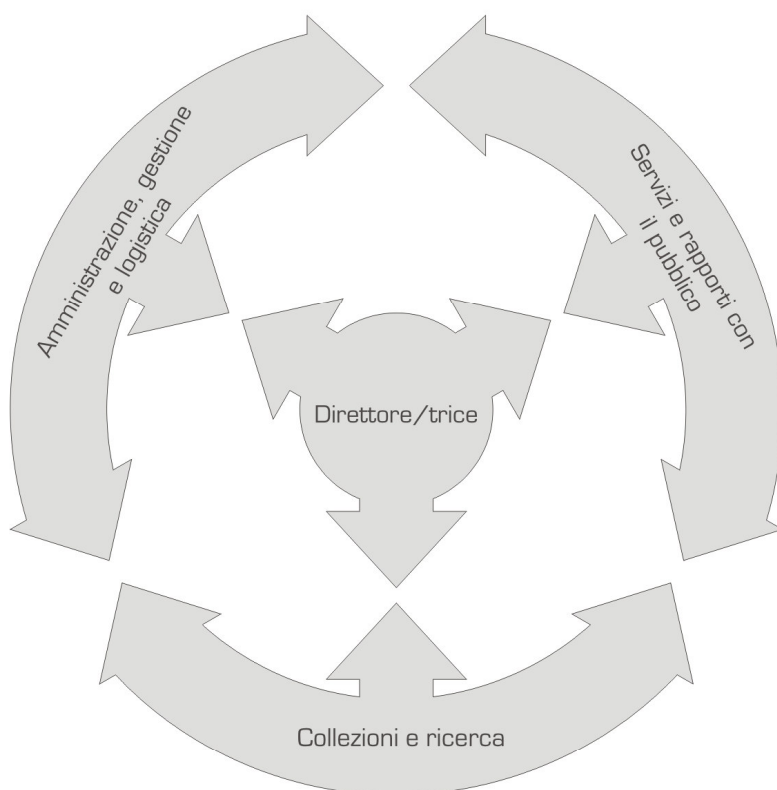 Amministrazione, gestione
e logistica
Servizi e rapporti con
il pubblico
Direttore/trice
Collezioni e ricerca